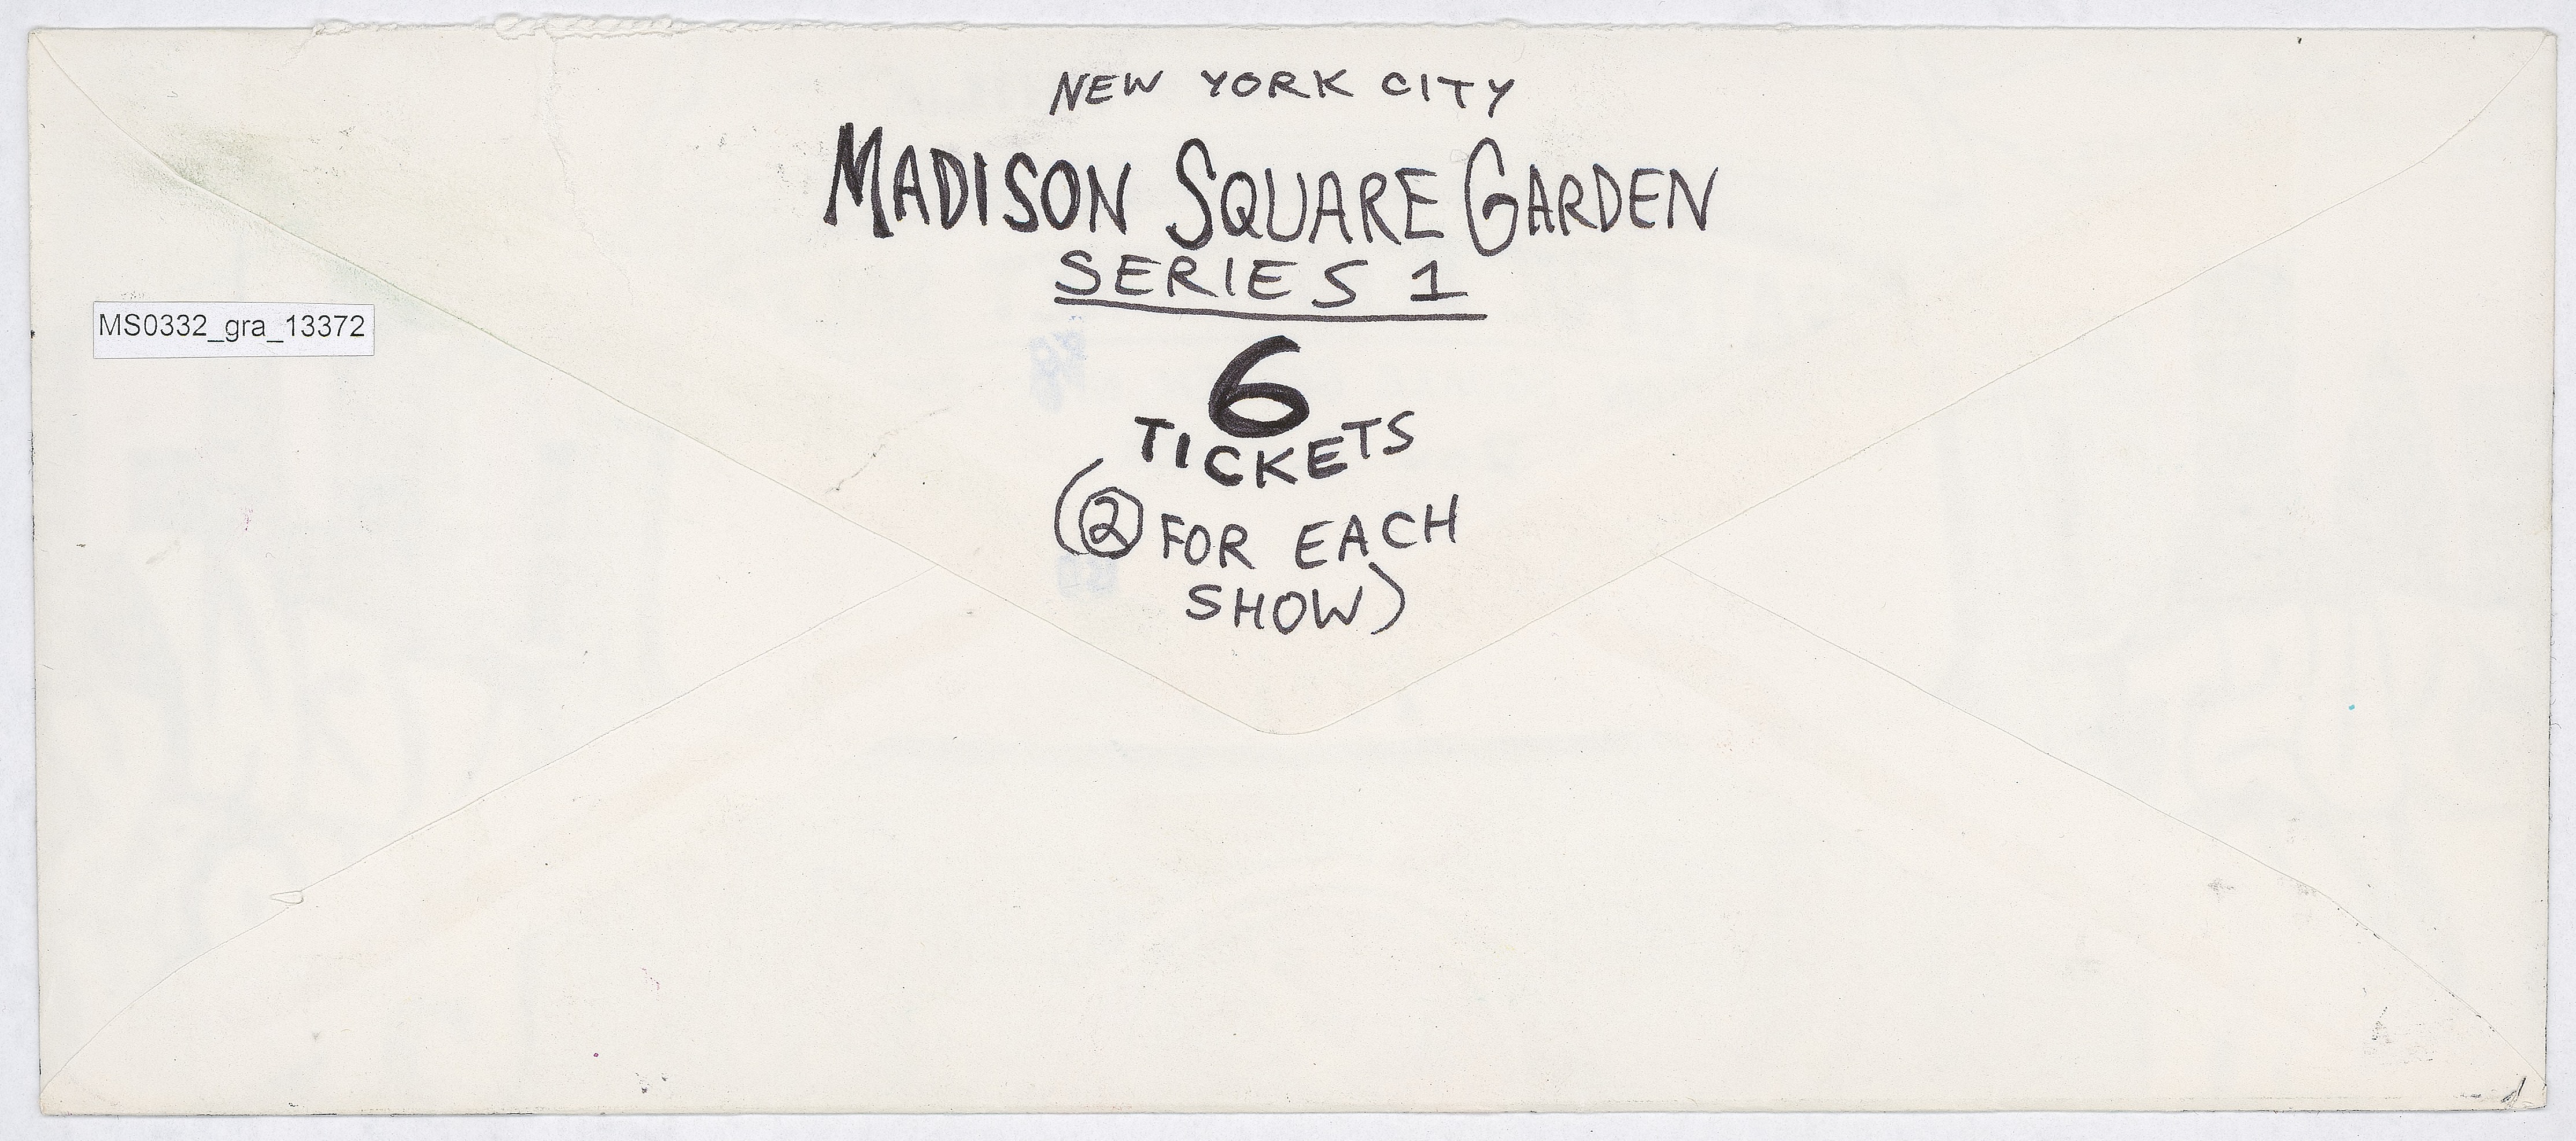 NEW YORK CITY
MADISON SQUARE GARDEN
SERIES 1
6
TICKETS
(2 FOR EACH
SHOW)
MS0332_gra_13372